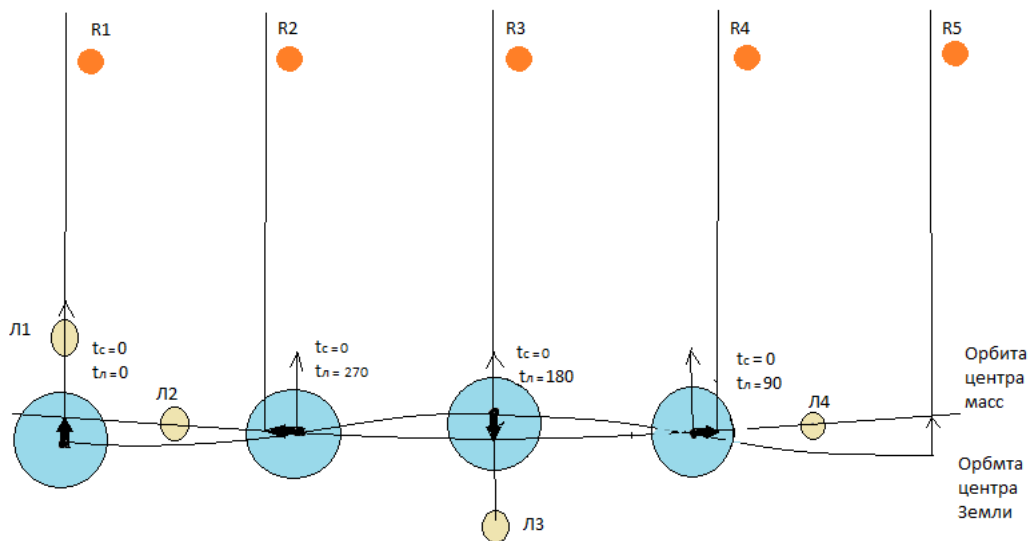 R1
R2
R3
R4
R5
Л1
tс = 0
tл = 0
Л2
tс = 0
tл = 270
tс = 0
tл = 180
tс = 0
tл = 90
Л4
Л3
Орбита
центра
масс
Орбмта
центра
Земли